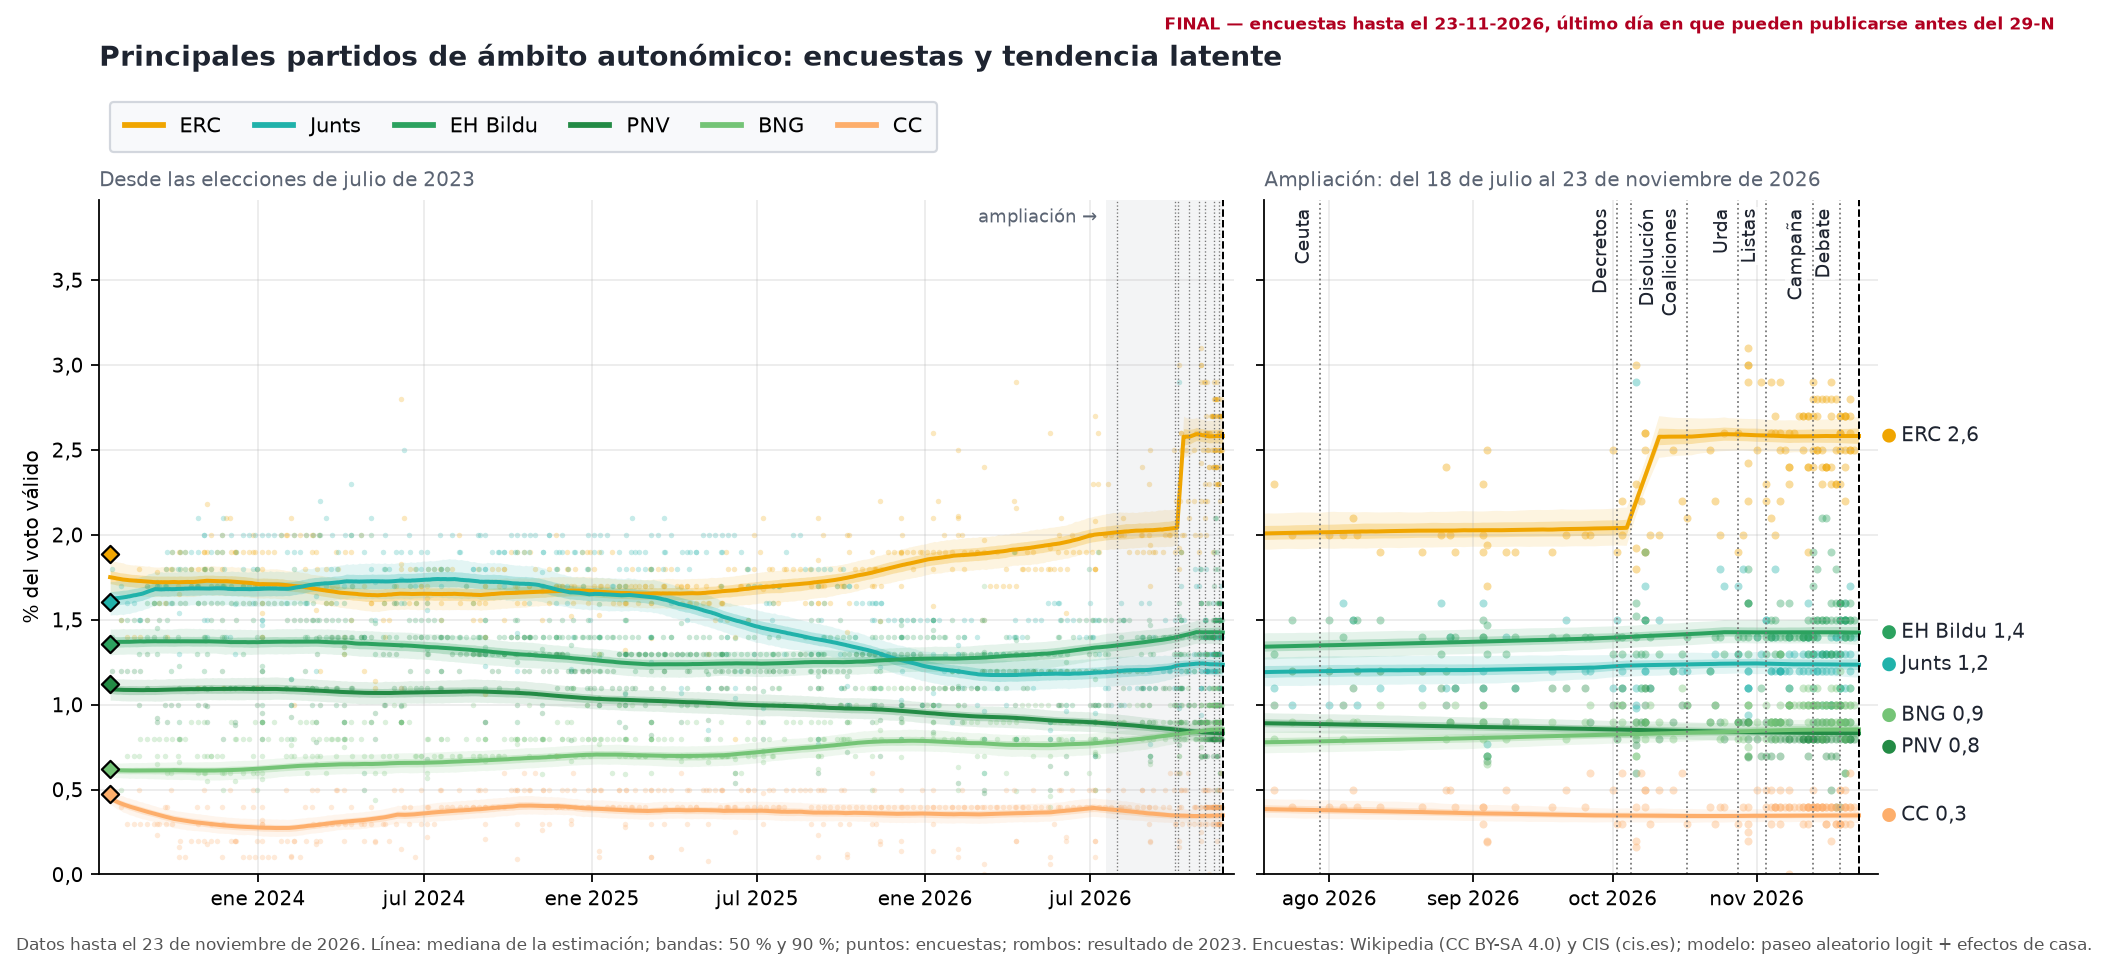 FINAL — encuestas hasta el 23-11-2026, último día en que pueden publicarse antes del 29-N
Principales partidos de ámbito autonómico: encuestas y tendencia latente
ERC Junts EH Bildu PNV BNG CC
Desde las elecciones de julio de 2023
Ampliación: del 18 de julio al 23 de noviembre de 2026
ampliación →
Ceuta
Decretos
Disolución
Coaliciones
Urda
Listas
Campaña
Debate
% del voto válido
3,5
3,0
2,5
2,0
1,5
1,0
0,5
0,0
ERC 2,6
EH Bildu 1,4
Junts 1,2
BNG 0,9
PNV 0,8
CC 0,3
ene 2024 jul 2024 ene 2025 jul 2025 ene 2026 jul 2026
ago 2026 sep 2026 oct 2026 nov 2026
Datos hasta el 23 de noviembre de 2026. Línea: mediana de la estimación; bandas: 50 % y 90 %; puntos: encuestas; rombos: resultado de 2023. Encuestas: Wikipedia (CC BY-SA 4.0) y CIS (cis.es); modelo: paseo aleatorio logit + efectos de casa.